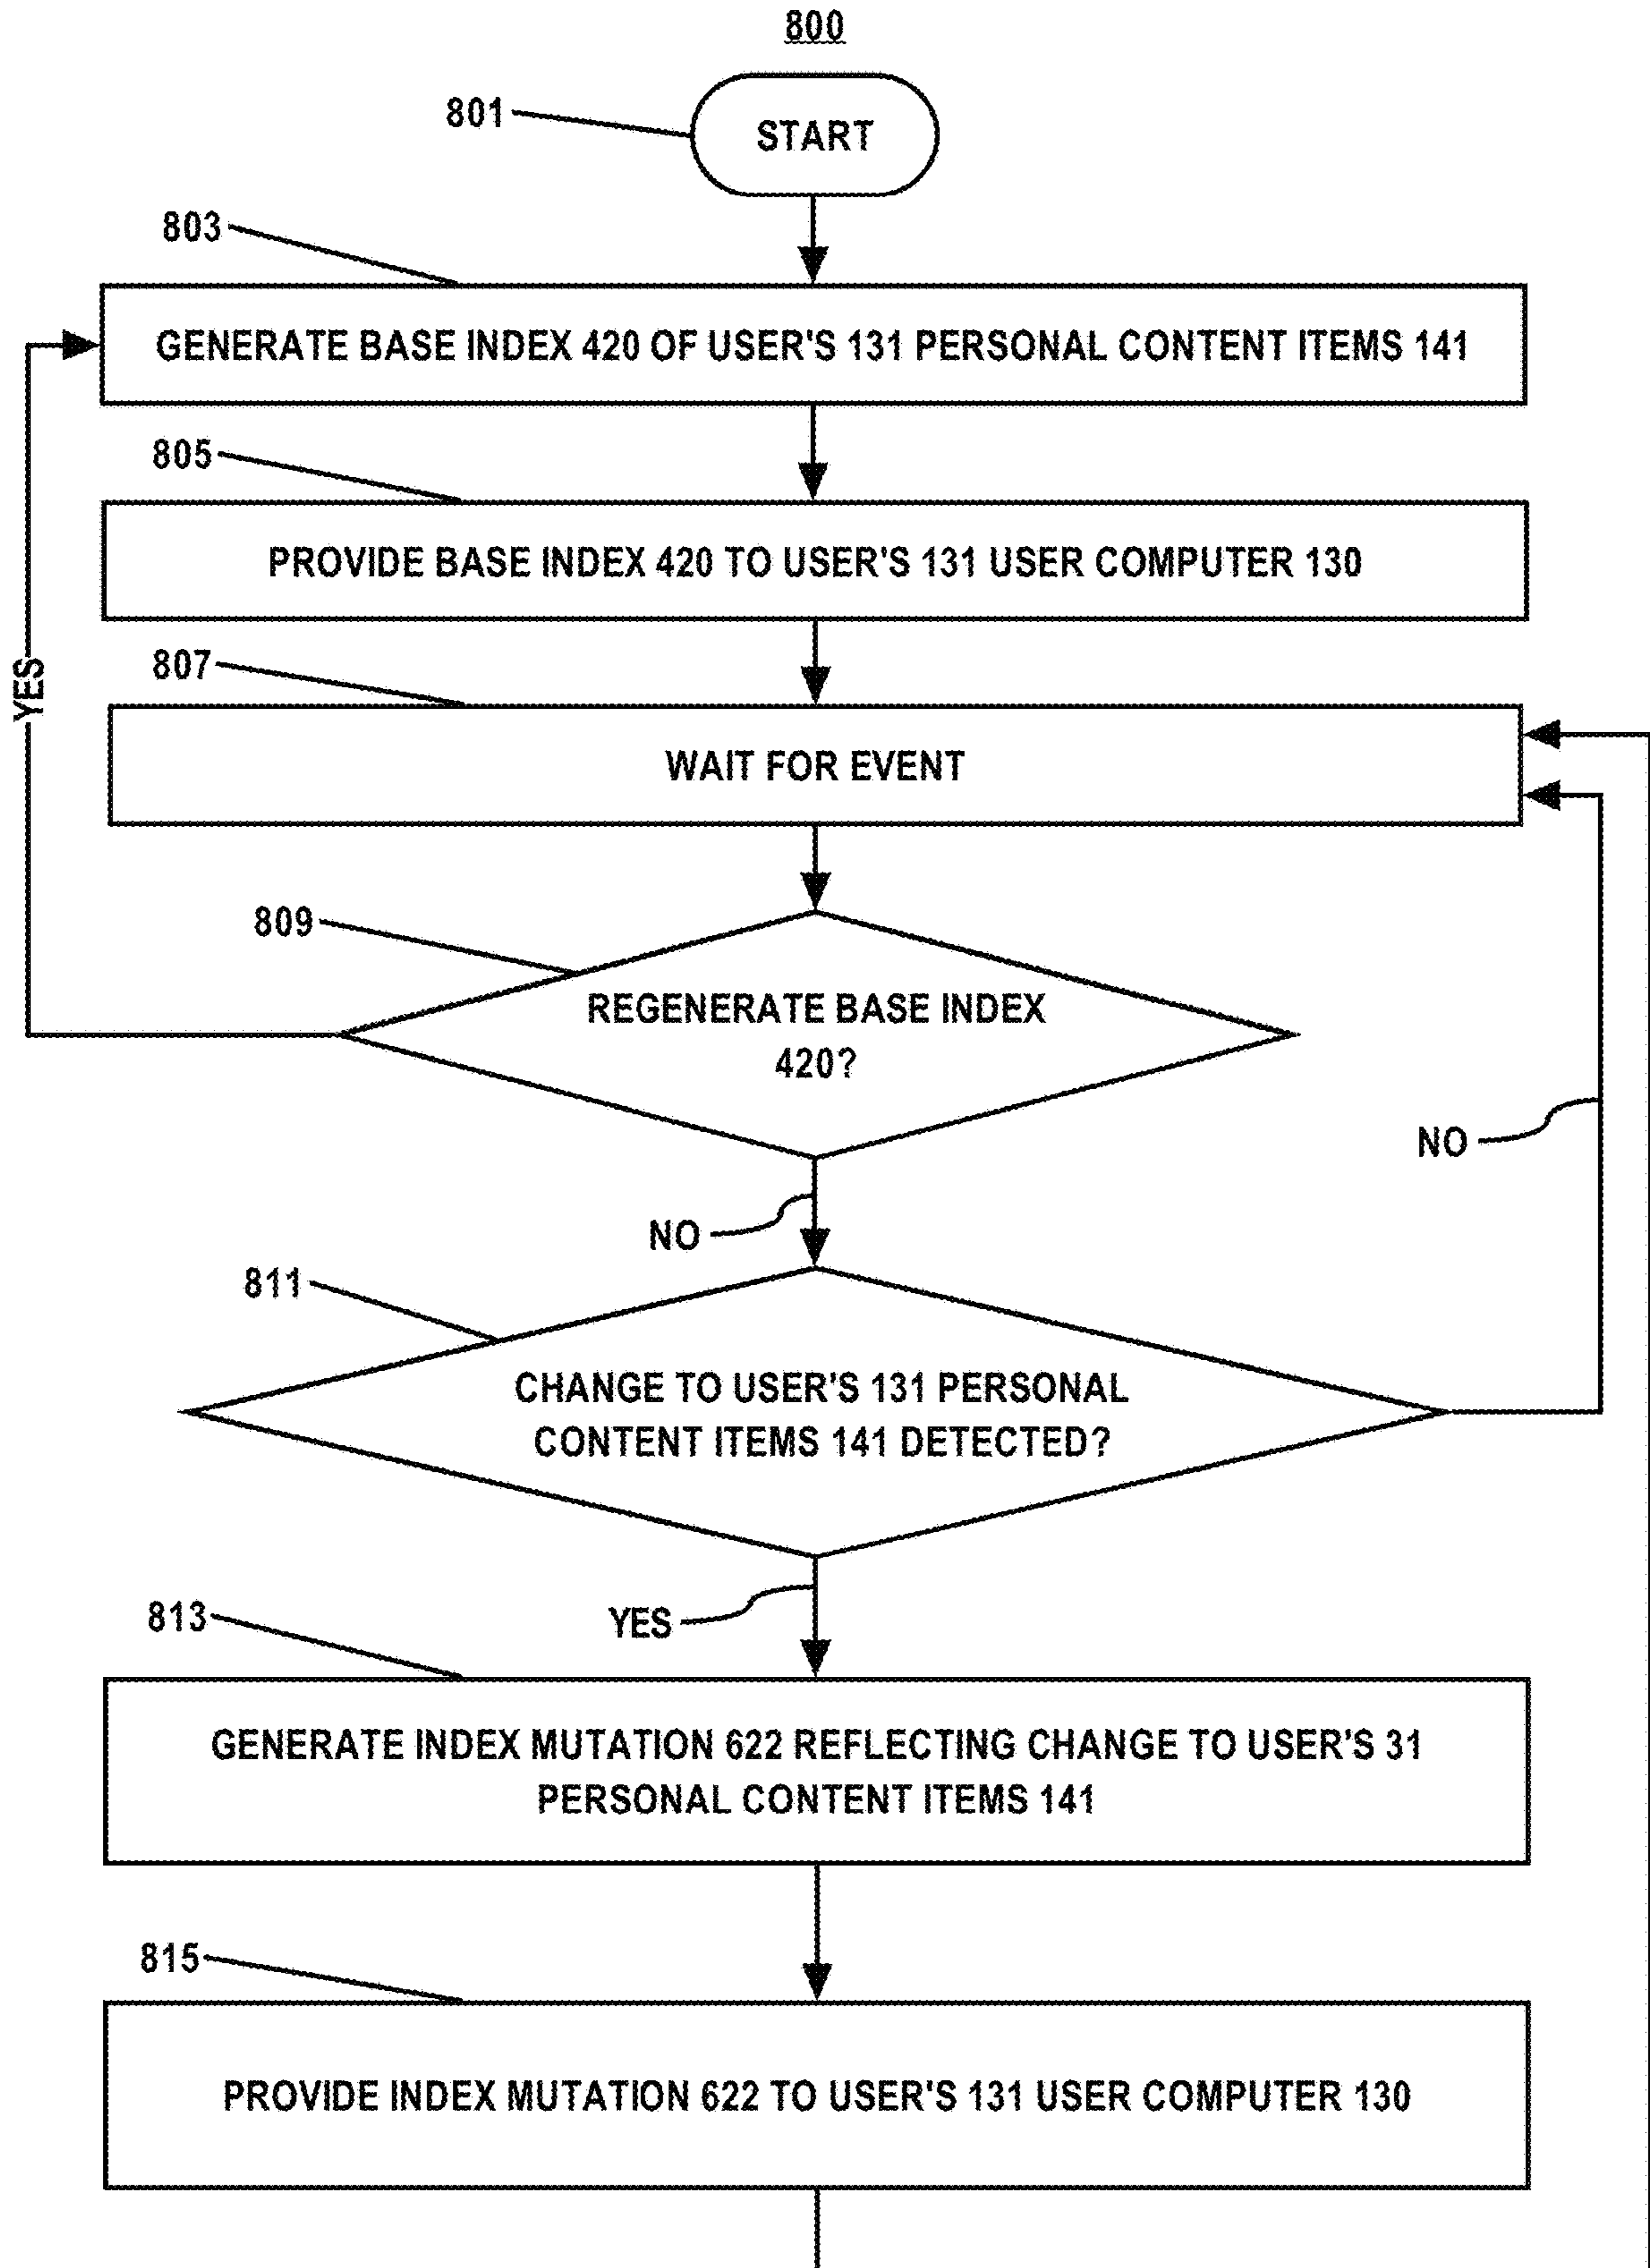 800
801
START
803
GENERATE BASE INDEX 420 OF USER'S 131 PERSONAL CONTENT ITEMS 141
805
PROVIDE BASE INDEX 420 TO USER'S 131 USER COMPUTER 130
YES
807
WAIT FOR EVENT
809
REGENERATE BASE INDEX
420?
NO
NO
811
CHANGE TO USER'S 131 PERSONAL
CONTENT ITEMS 141 DETECTED?
YES
813
GENERATE INDEX MUTATION 622 REFLECTING CHANGE TO USER'S 31
PERSONAL CONTENT ITEMS 141
815
PROVIDE INDEX MUTATION 622 TO USER'S 131 USER COMPUTER 130